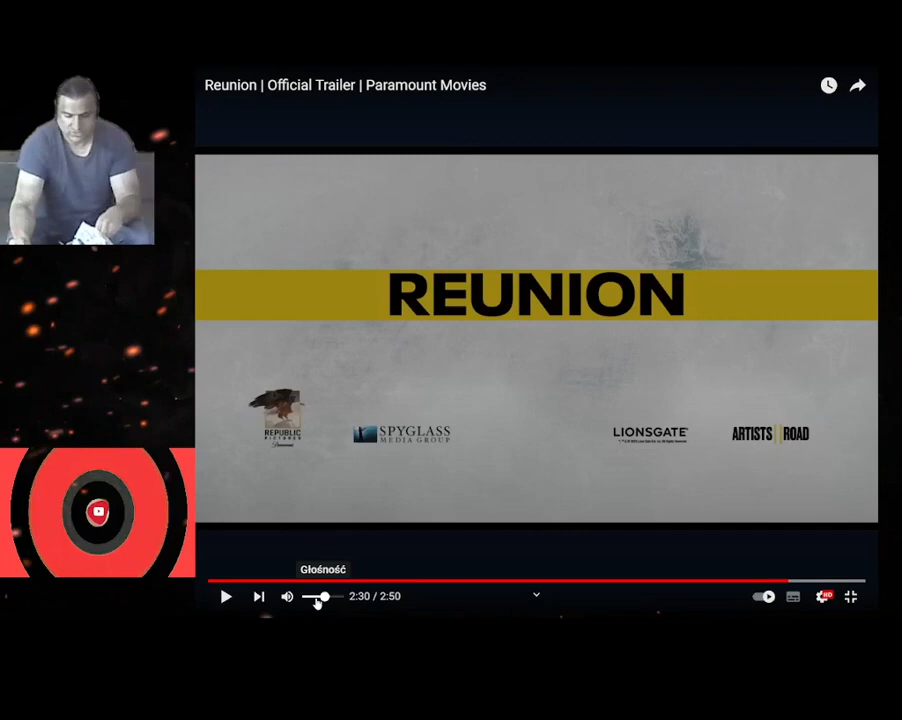 Reunion | Official Trailer | Paramount Movies
REUNION
REPUBLIC
PICTURES
SPYGLASS
MEDIA GROUP
LIONSGATE
ARTISTS ROAD
Głośność
2:30 / 2:50
HD